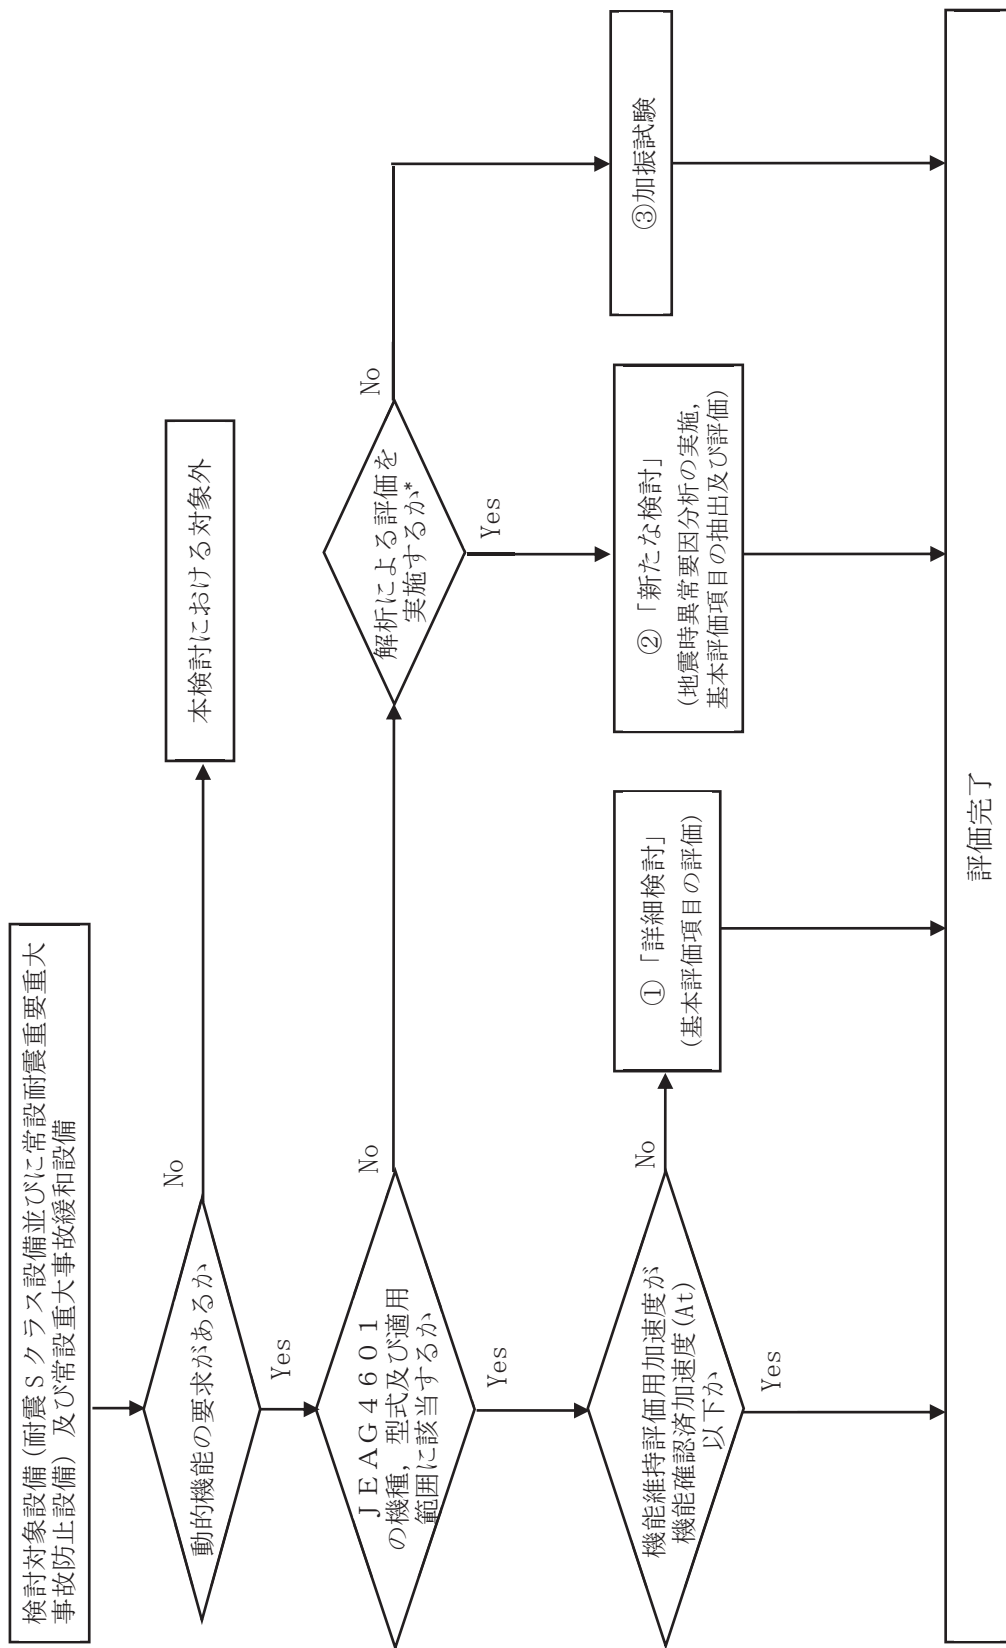 検討対象設備(耐震Sクラス設備並びに常設耐震重要重大
事故防止設備)及び常設重大事故緩和設備
動的機能の要求があるか
No
本検討における対象外
Yes
JEAG4601
の機種,型式及び適用
範囲に該当するか
No
解析による評価を
実施するか*
No
Yes
Yes
機能維持評価用加速度が
機能確認済加速度(At)
以下か
No
①「詳細検討」
(基本評価項目の評価)
②「新たな検討」
(地震時異常要因分析の実施,
基本評価項目の抽出及び評価)
③加振試験
Yes
評価完了